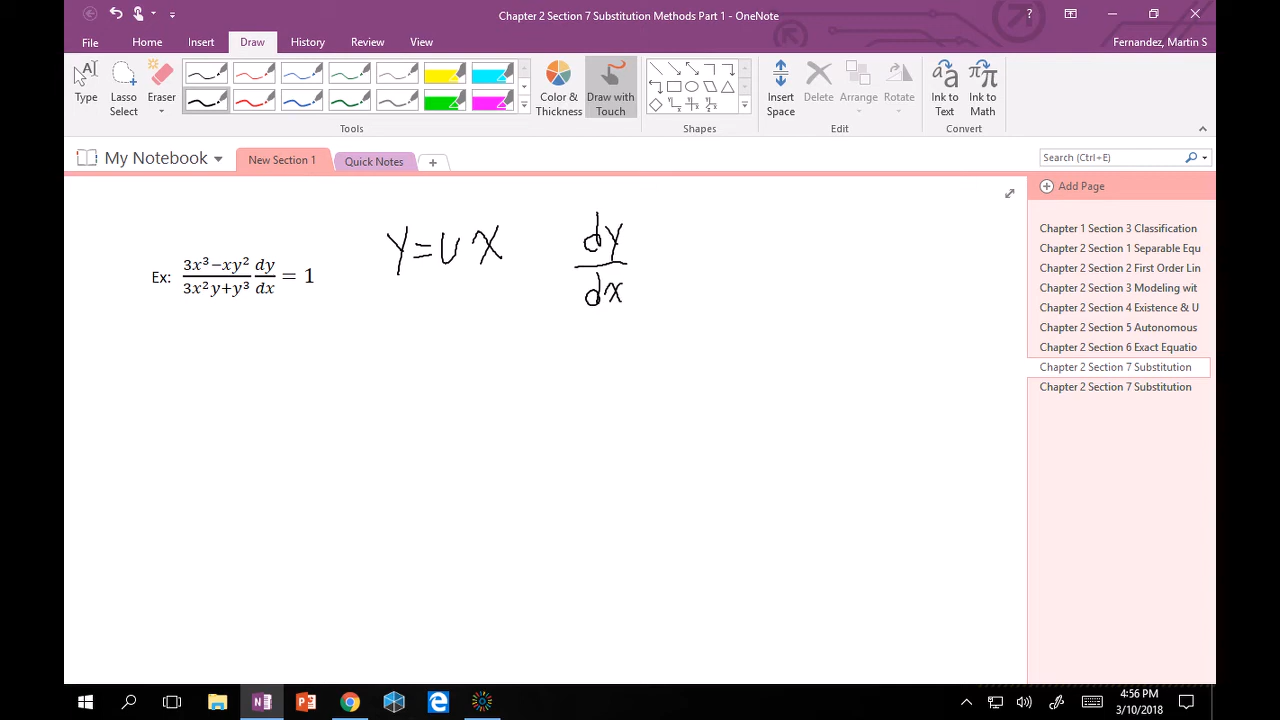 Chapter 2 Section 7 Substitution Methods Part 1 - OneNote
?
File Home Insert Draw History Review View
Fernandez, Martin S
Type
Lasso Select
Eraser
Color & Thickness
Draw with Touch
Insert Space
Delete
Arrange
Rotate
Ink to Text
Ink to Math
Tools
Shapes
Edit
Convert
My Notebook
New Section 1
Quick Notes
Search (Ctrl+E)
Add Page
Chapter 1 Section 3 Classification
Chapter 2 Section 1 Separable Equ
Chapter 2 Section 2 First Order Lin
Chapter 2 Section 3 Modeling wit
Chapter 2 Section 4 Existence & U
Chapter 2 Section 5 Autonomous
Chapter 2 Section 6 Exact Equatio
Chapter 2 Section 7 Substitution
Chapter 2 Section 7 Substitution
Ex: (3x³−xy²)/(3x²y+y³) dy/dx = 1
y=ux
dy/dx
4:56 PM
3/10/2018